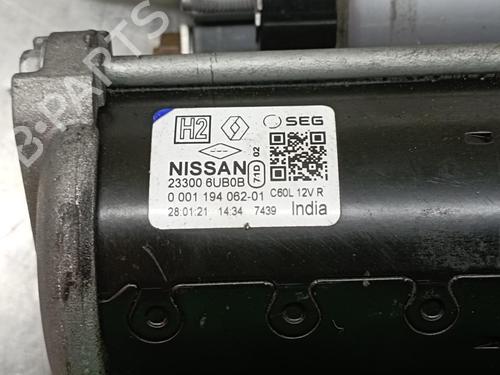 H2 SEG
NISSAN
23300 6UB0B
71D 02
0 001 194 062-01 C60L 12V R
28.01.21 14:34 7439 India
B-PARTS